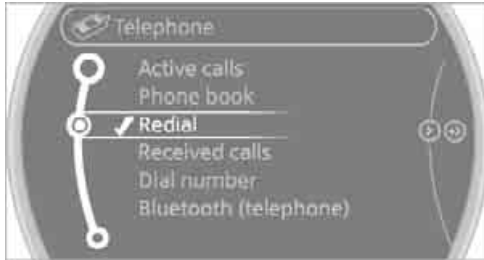 Telephone
Active calls
Phone book
Redial
Received calls
Dial number
Bluetooth (telephone)